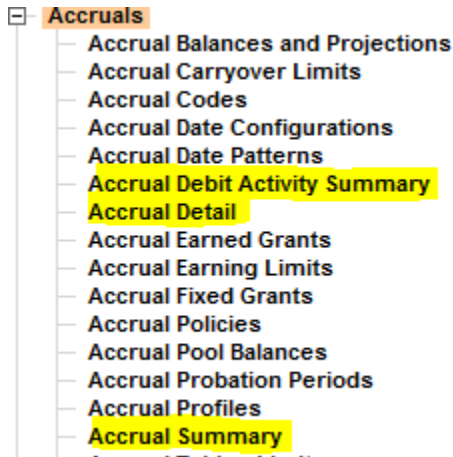 Accruals
Accrual Balances and Projections
Accrual Carryover Limits
Accrual Codes
Accrual Date Configurations
Accrual Date Patterns
Accrual Debit Activity Summary
Accrual Detail
Accrual Earned Grants
Accrual Earning Limits
Accrual Fixed Grants
Accrual Policies
Accrual Pool Balances
Accrual Probation Periods
Accrual Profiles
Accrual Summary